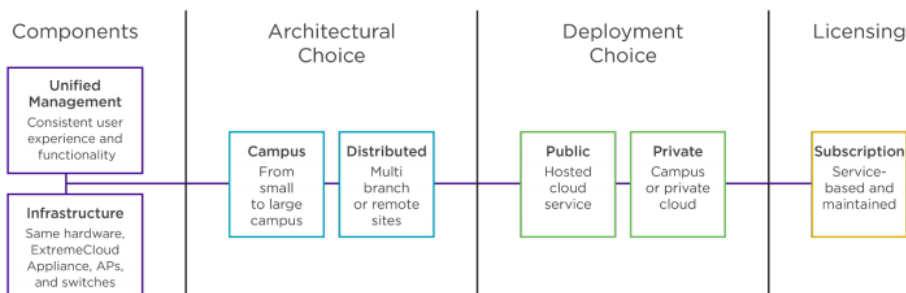 Components
Unified
Management
Consistent user
experience and
functionality
Infrastructure
Same hardware,
ExtremeCloud
Appliance, APs,
and switches
Architectural
Choice
Campus
From
small
to large
campus
Distributed
Multi
branch
or remote
sites
Deployment
Choice
Public
Hosted
cloud
service
Private
Campus
or private
cloud
Licensing
Subscription
Service-
based and
maintained